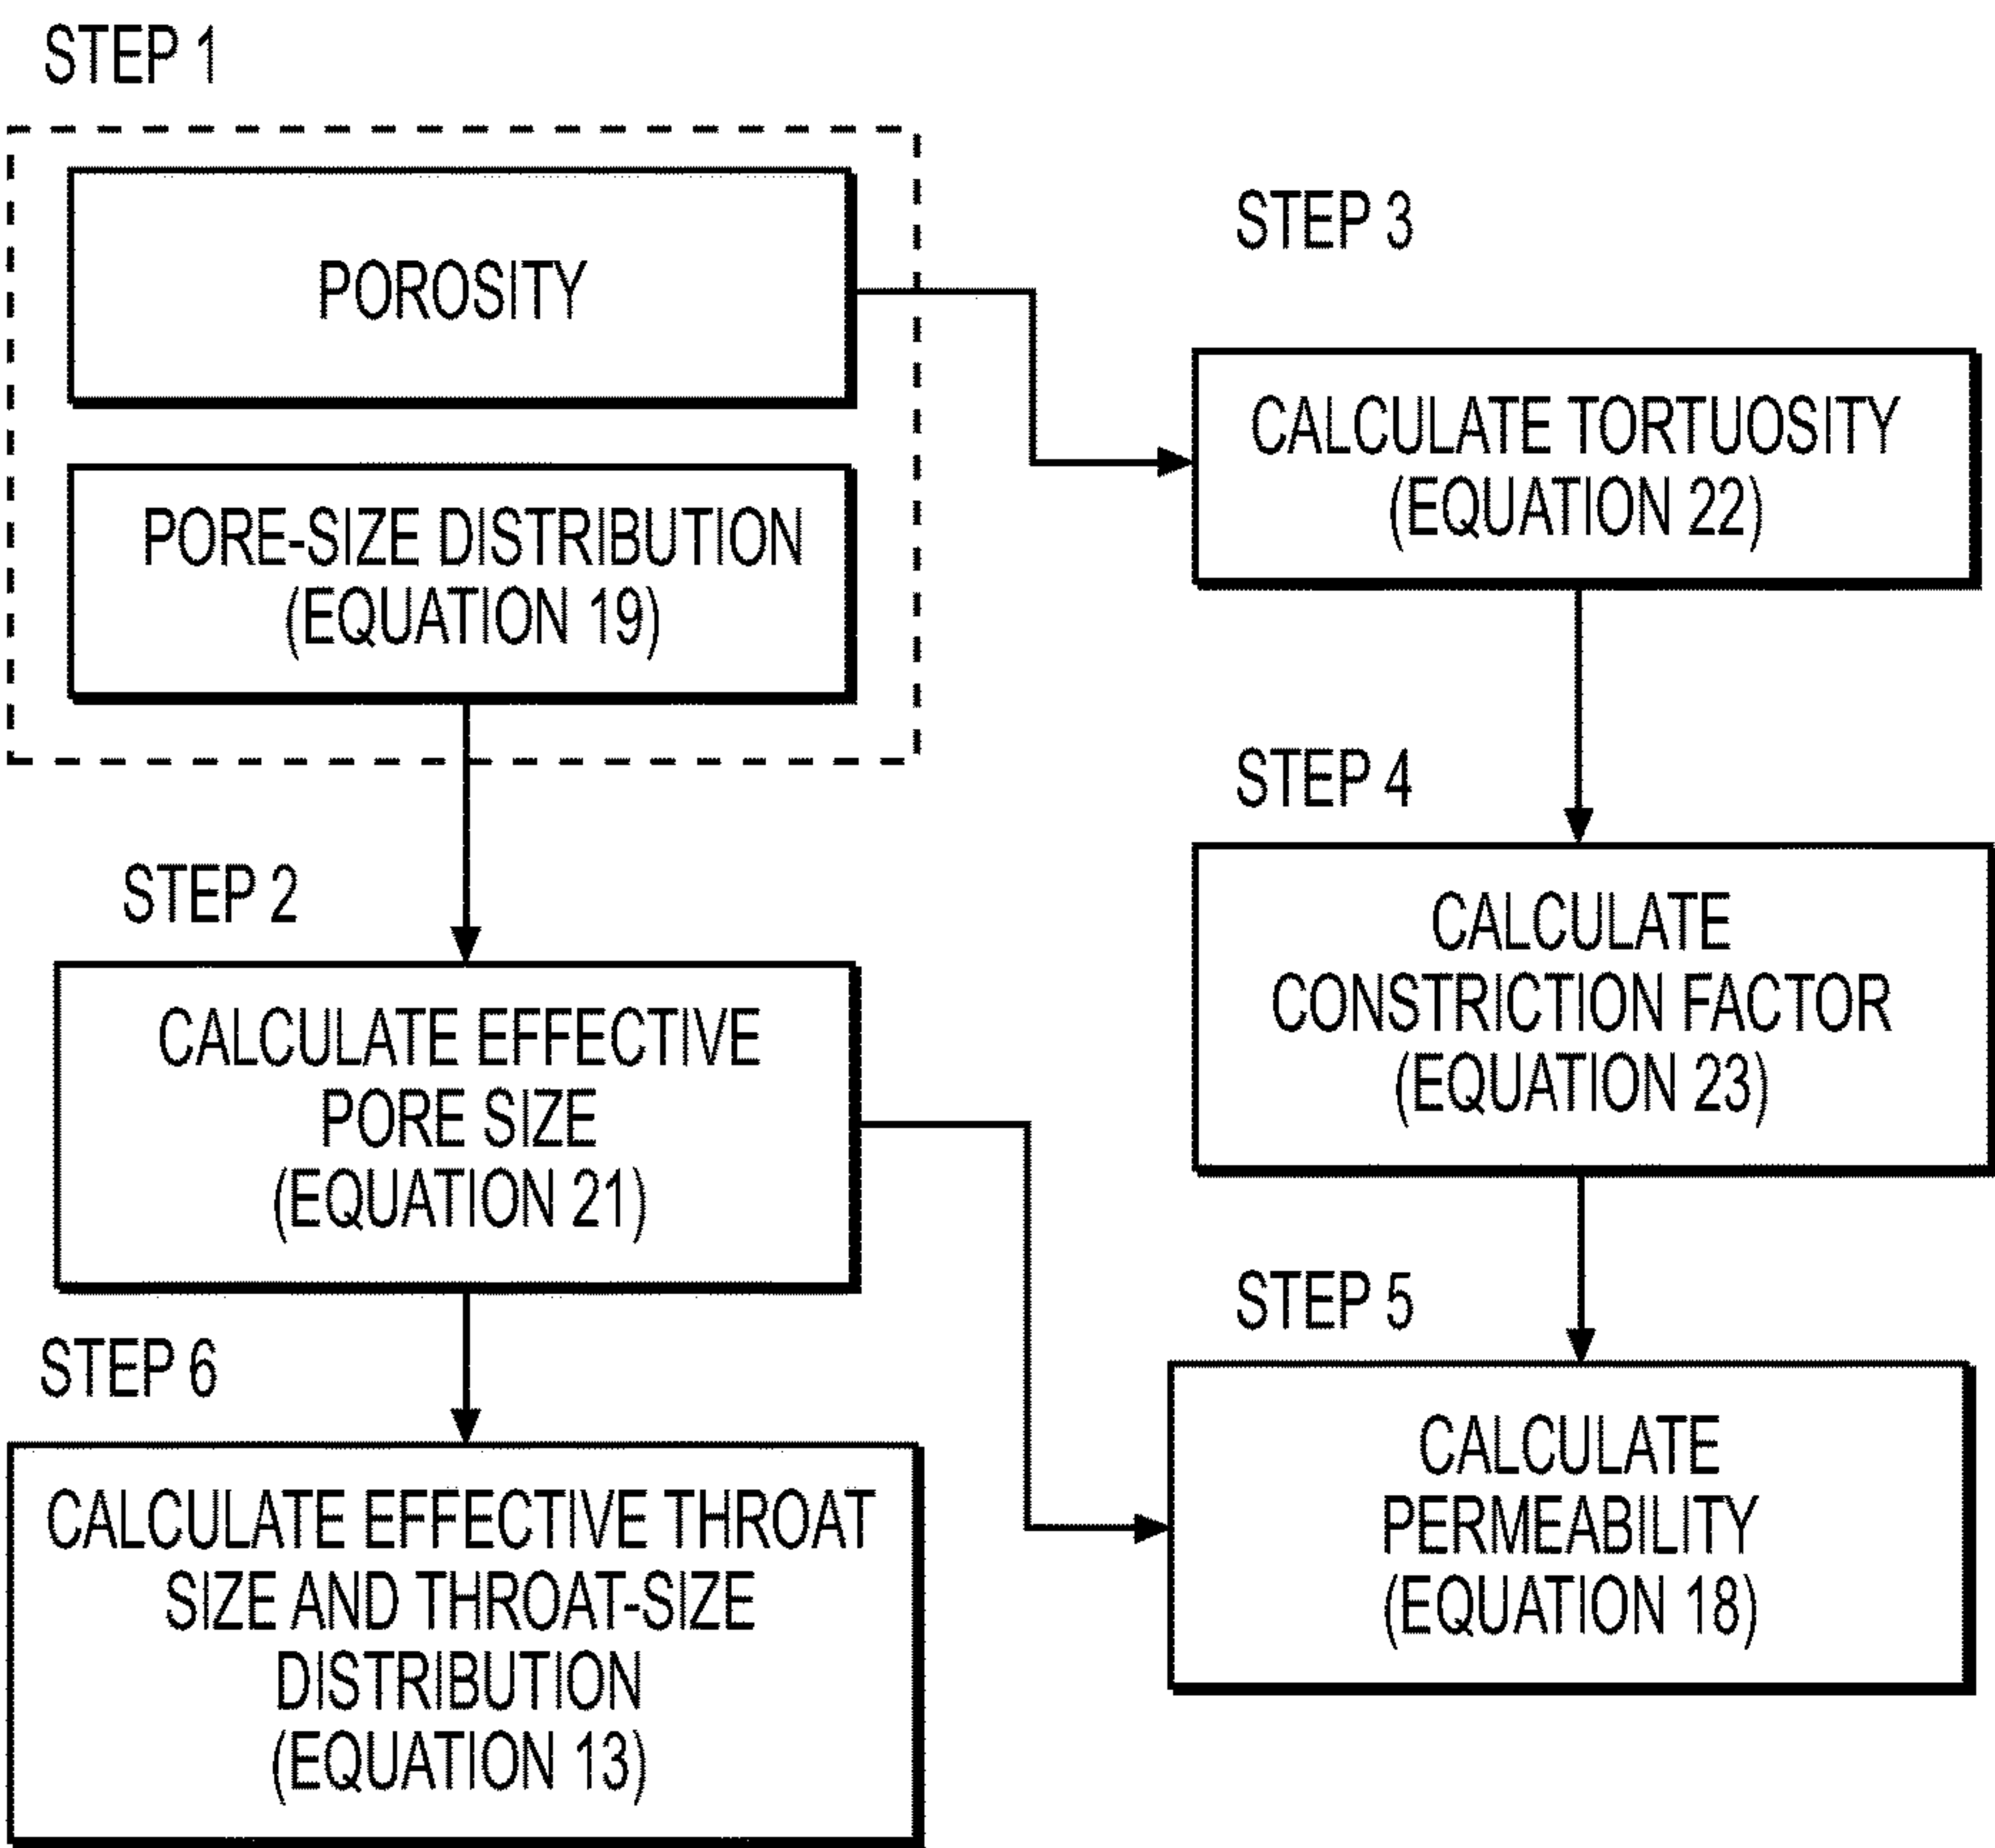 STEP 1
POROSITY
PORE-SIZE DISTRIBUTION
(EQUATION 19)
STEP 2
CALCULATE EFFECTIVE
PORE SIZE
(EQUATION 21)
STEP 6
CALCULATE EFFECTIVE THROAT
SIZE AND THROAT-SIZE
DISTRIBUTION
(EQUATION 13)
STEP 3
CALCULATE TORTUOSITY
(EQUATION 22)
STEP 4
CALCULATE
CONSTRICTION FACTOR
(EQUATION 23)
STEP 5
CALCULATE
PERMEABILITY
(EQUATION 18)